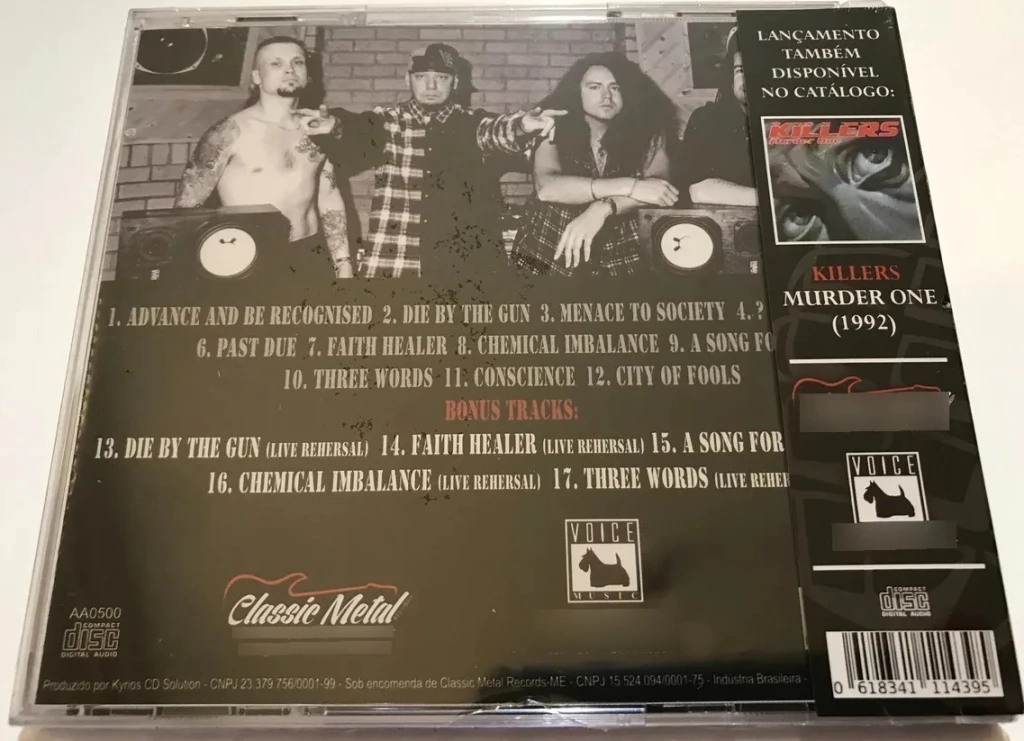 1. ADVANCE AND BE RECOGNISED 2. DIE BY THE GUN 3. MENACE TO SOCIETY 4. ?
6. PAST DUE 7. FAITH HEALER 8. CHEMICAL IMBALANCE 9. A SONG FO
10. THREE WORDS 11. CONSCIENCE 12. CITY OF FOOLS
BONUS TRACKS:
13. DIE BY THE GUN (LIVE REHERSAL) 14. FAITH HEALER (LIVE REHERSAL) 15. A SONG FOR
16. CHEMICAL IMBALANCE (LIVE REHERSAL) 17. THREE WORDS (LIVE REHER
VOICE
MUSIC
Classic Metal
AA0500
COMPACT
disc
DIGITAL AUDIO
Produzido por Kyrios CD Solution - CNPJ 23 379 756/0001-99 - Sob encomenda de Classic Metal Records-ME - CNPJ 15 524 094/0001-75 - Indústria Brasileira -
LANÇAMENTO
TAMBÉM
DISPONÍVEL
NO CATÁLOGO:
KILLERS
Murder One
KILLERS
MURDER ONE
(1992)
VOICE
COMPACT
disc
DIGITAL AUDIO
0 618341 114395